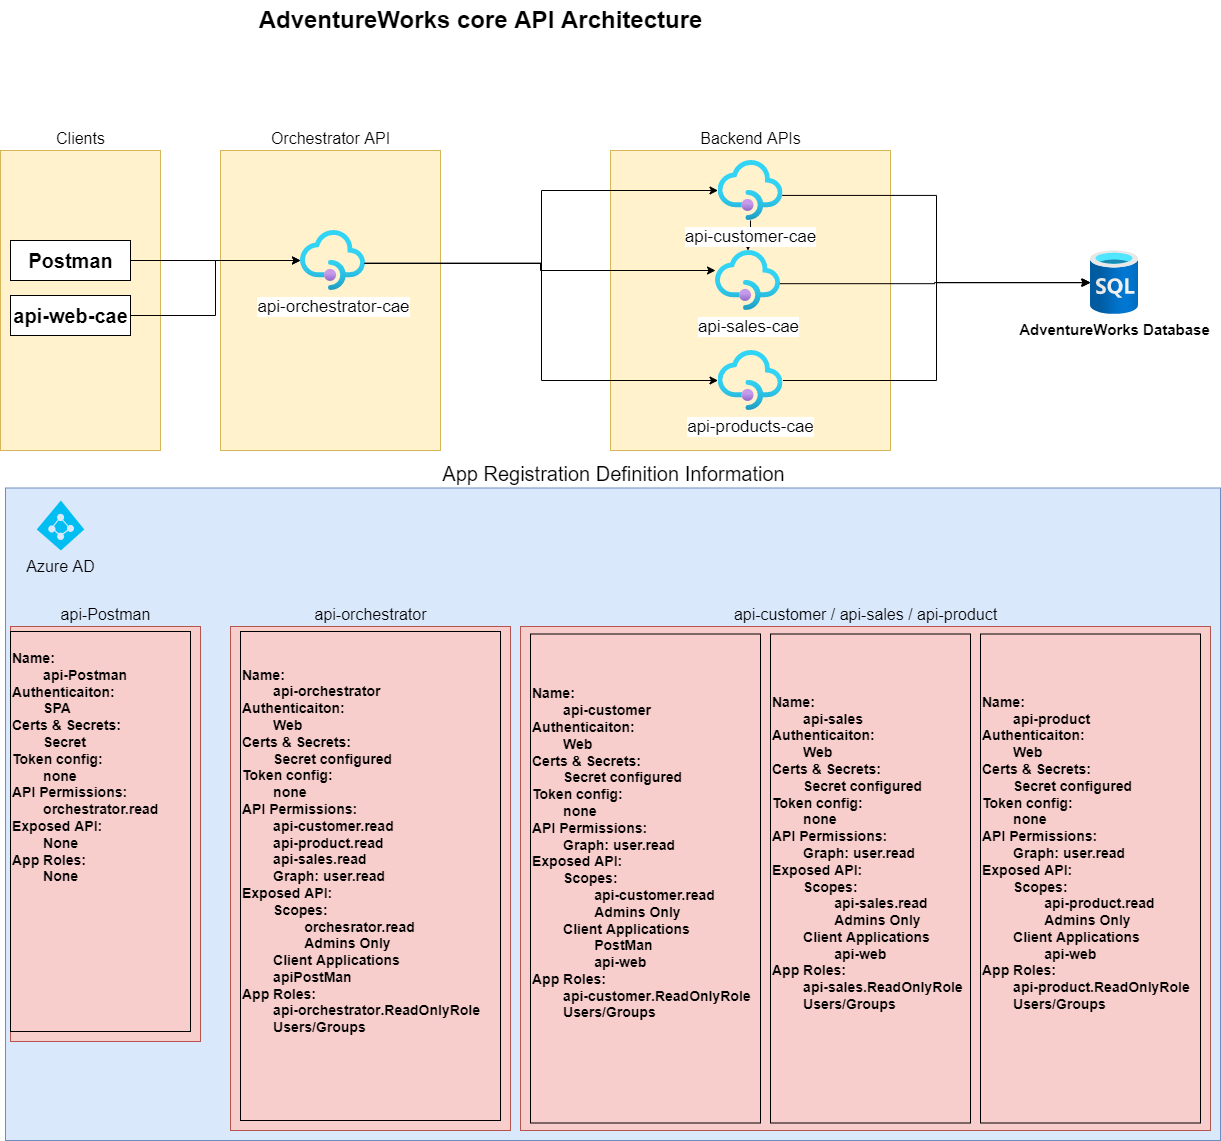 AdventureWorks core API Architecture
Clients
Orchestrator API
Backend APIs
Postman
api-web-cae
api-orchestrator-cae
api-customer-cae
api-sales-cae
api-products-cae
SQL
AdventureWorks Database
App Registration Definition Information
Azure AD
api-Postman
Name:
api-Postman
Authenticaiton:
SPA
Certs & Secrets:
Secret
Token config:
none
API Permissions:
orchestrator.read
Exposed API:
None
App Roles:
None
api-orchestrator
Name:
api-orchestrator
Authenticaiton:
Web
Certs & Secrets:
Secret configured
Token config:
none
API Permissions:
api-customer.read
api-product.read
api-sales.read
Graph: user.read
Exposed API:
Scopes:
orchesrator.read
Admins Only
Client Applications
apiPostMan
App Roles:
api-orchestrator.ReadOnlyRole
Users/Groups
api-customer / api-sales / api-product
Name:
api-customer
Authenticaiton:
Web
Certs & Secrets:
Secret configured
Token config:
none
API Permissions:
Graph: user.read
Exposed API:
Scopes:
api-customer.read
Admins Only
Client Applications
PostMan
api-web
App Roles:
api-customer.ReadOnlyRole
Users/Groups
Name:
api-sales
Authenticaiton:
Web
Certs & Secrets:
Secret configured
Token config:
none
API Permissions:
Graph: user.read
Exposed API:
Scopes:
api-sales.read
Admins Only
Client Applications
api-web
App Roles:
api-sales.ReadOnlyRole
Users/Groups
Name:
api-product
Authenticaiton:
Web
Certs & Secrets:
Secret configured
Token config:
none
API Permissions:
Graph: user.read
Exposed API:
Scopes:
api-product.read
Admins Only
Client Applications
api-web
App Roles:
api-product.ReadOnlyRole
Users/Groups